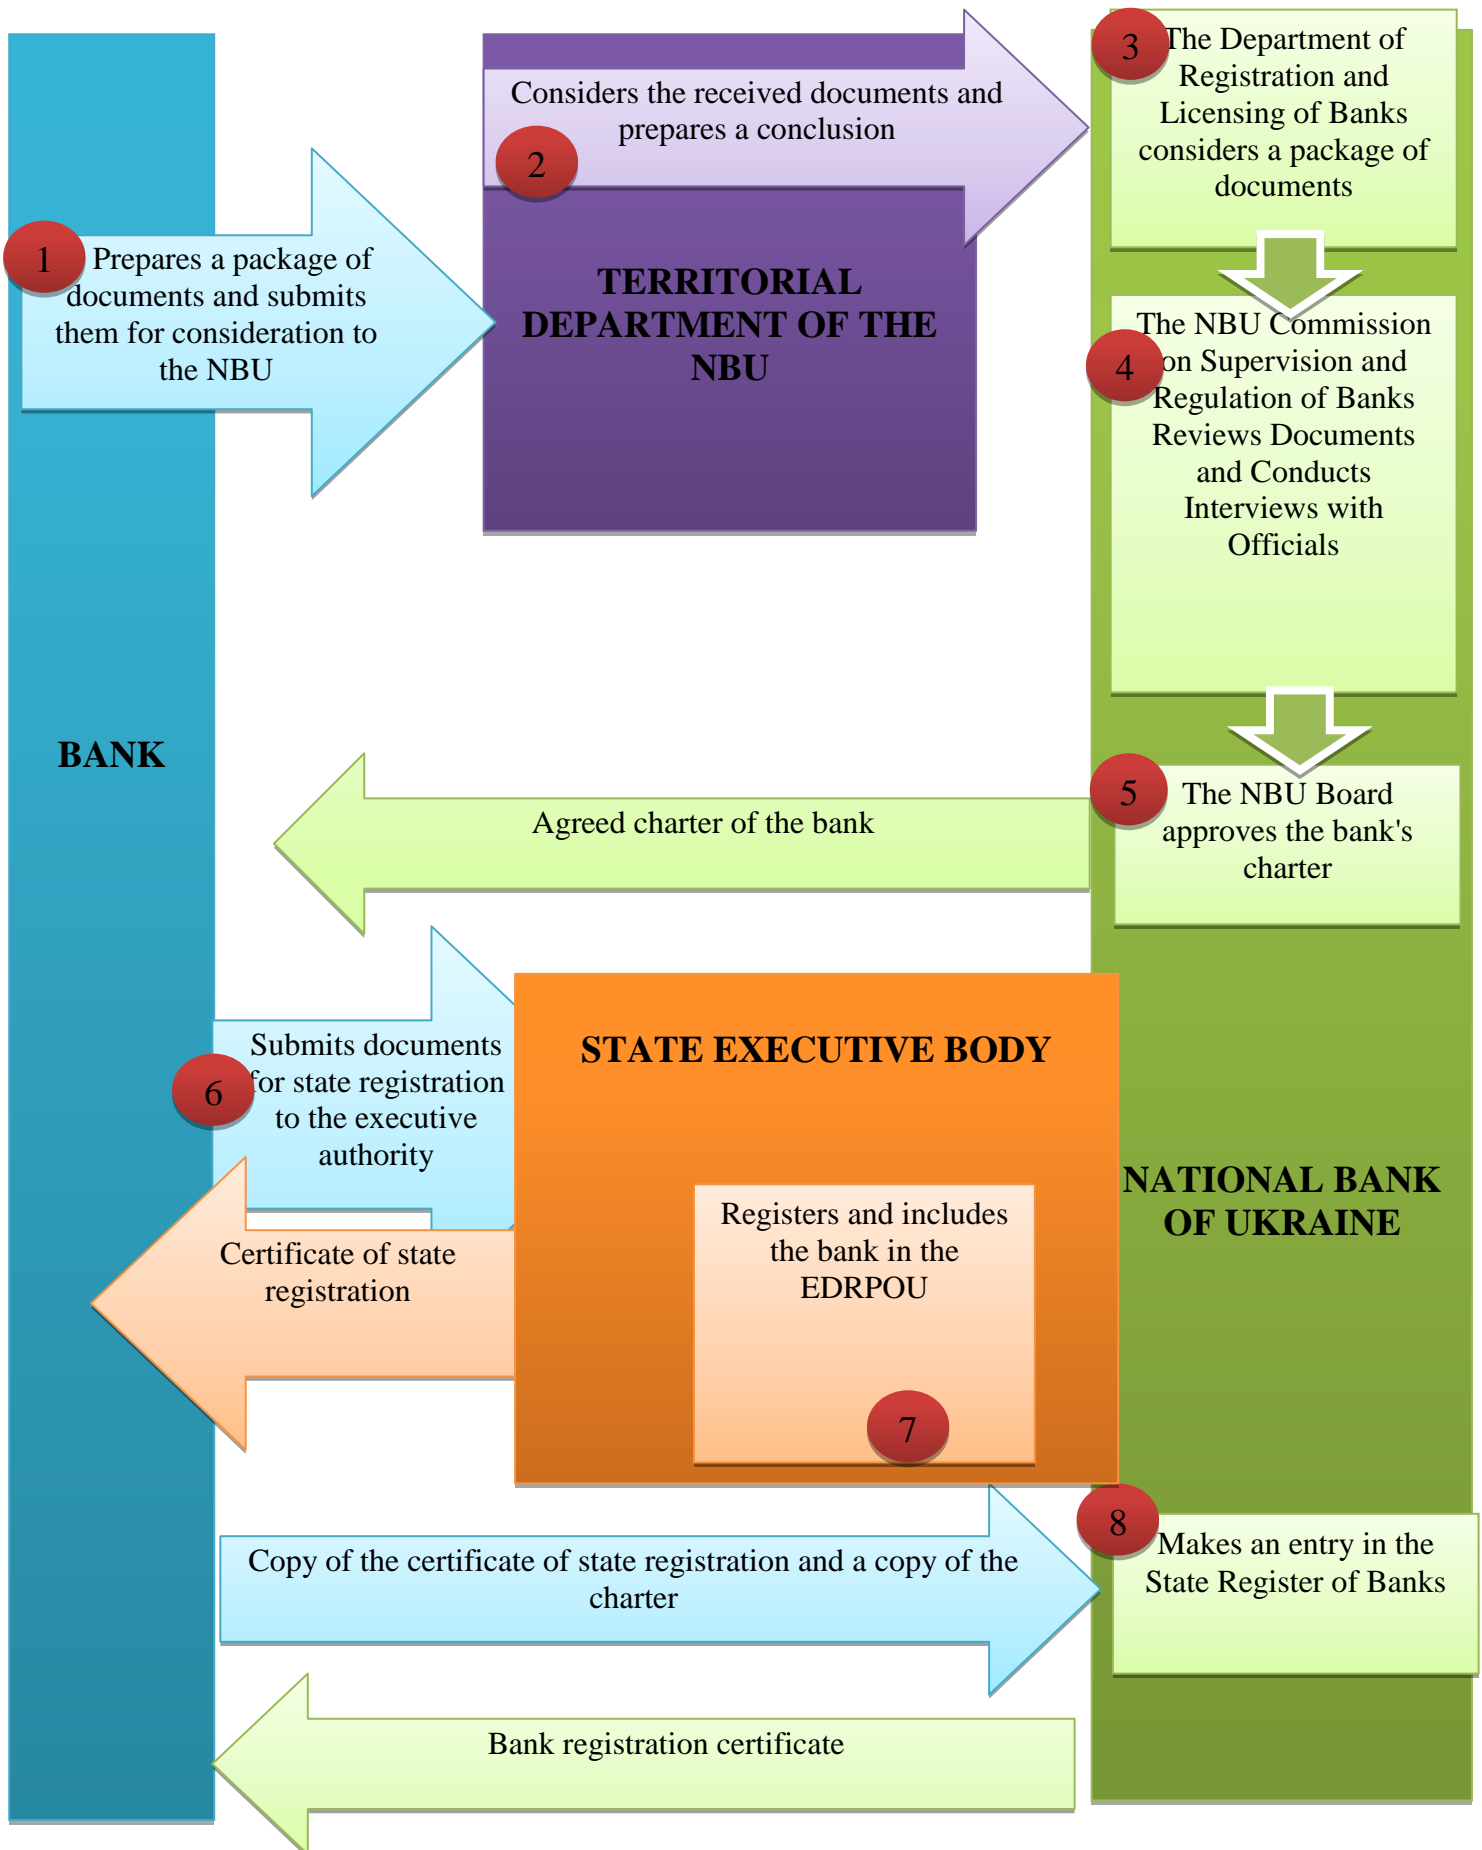 1
Prepares a package of
documents and submits
them for consideration to
the NBU
2
Considers the received documents and
prepares a conclusion
TERRITORIAL
DEPARTMENT OF THE
NBU
3
The Department of
Registration and
Licensing of Banks
considers a package of
documents
4
The NBU Commission
on Supervision and
Regulation of Banks
Reviews Documents
and Conducts
Interviews with
Officials
BANK
5
The NBU Board
approves the bank's
charter
Agreed charter of the bank
6
Submits documents
for state registration
to the executive
authority
STATE EXECUTIVE BODY
Registers and includes
the bank in the
EDRPOU
7
NATIONAL BANK
OF UKRAINE
Certificate of state
registration
Copy of the certificate of state registration and a copy of the
charter
8
Makes an entry in the
State Register of Banks
Bank registration certificate